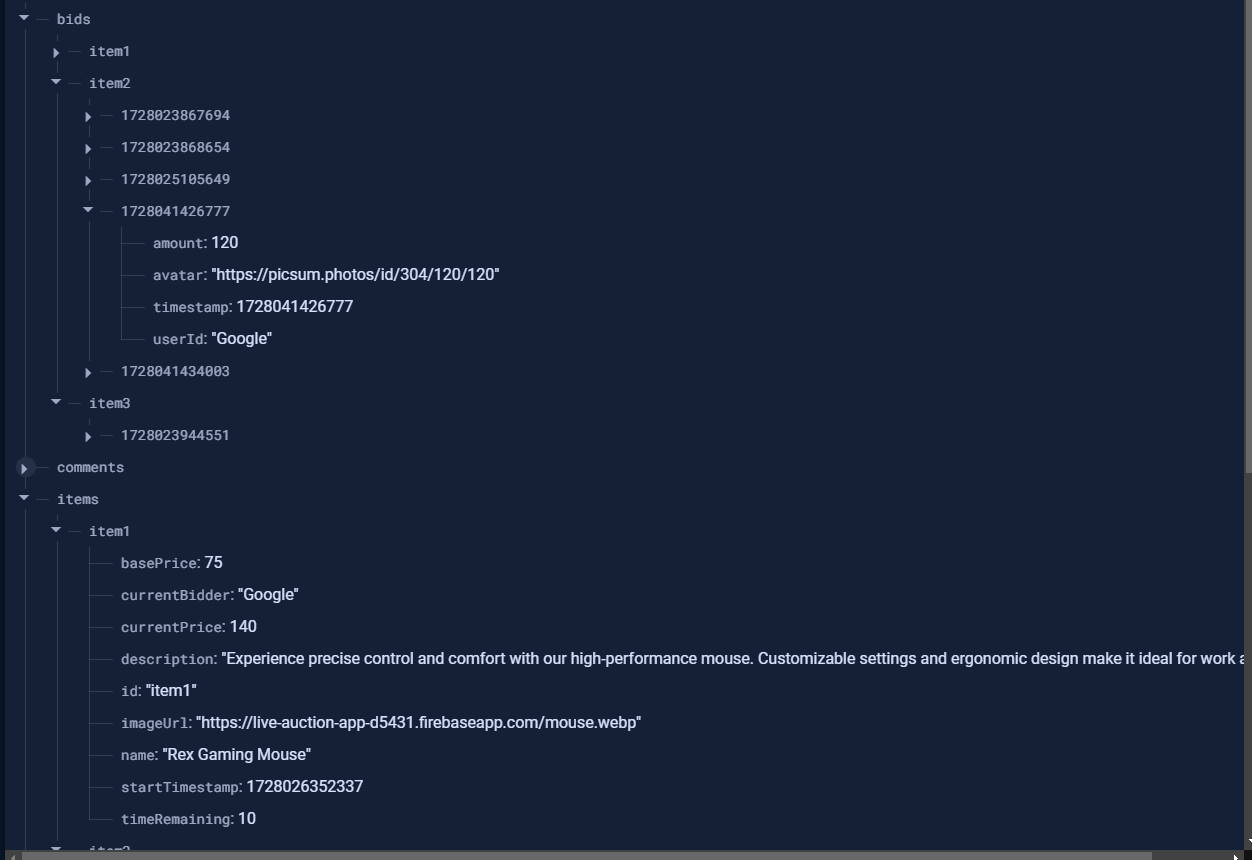 bids
item1
item2
1728023867694
1728023868654
1728025105649
1728041426777
amount: 120
avatar: "https://picsum.photos/id/304/120/120"
timestamp: 1728041426777
userId: "Google"
1728041434003
item3
1728023944551
comments
items
item1
basePrice: 75
currentBidder: "Google"
currentPrice: 140
description: "Experience precise control and comfort with our high-performance mouse. Customizable settings and ergonomic design make it ideal for work
id: "item1"
imageUrl: "https://live-auction-app-d5431.firebaseapp.com/mouse.webp"
name: "Rex Gaming Mouse"
startTimestamp: 1728026352337
timeRemaining: 10